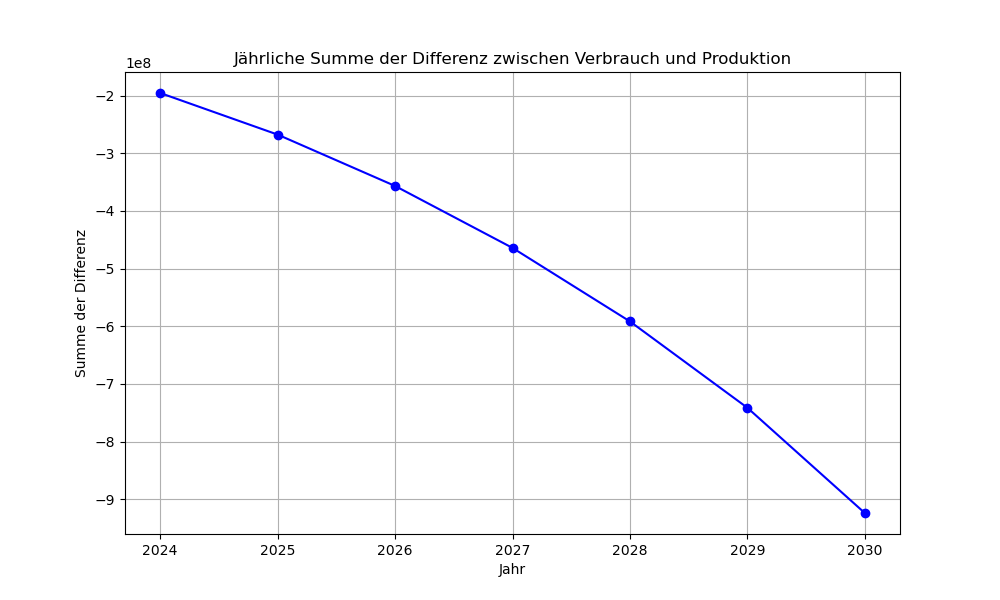 Jährliche Summe der Differenz zwischen Verbrauch und Produktion
1e8
−2
−3
−4
−5
−6
−7
−8
−9
Summe der Differenz
2024 2025 2026 2027 2028 2029 2030
Jahr